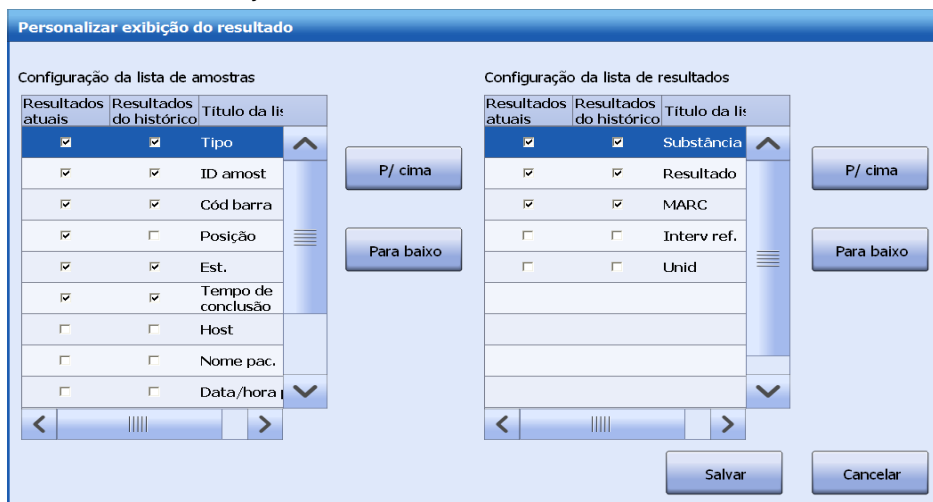 Personalizar exibição do resultado
Configuração da lista de amostras
Resultados atuais
Resultados do histórico
Título da lis
Tipo
ID amost
Cód barra
Posição
Est.
Tempo de
conclusão
Host
Nome pac.
Data/hora
P/ cima
Para baixo
Configuração da lista de resultados
Resultados atuais
Resultados do histórico
Título da lis
Substância
Resultado
MARC
Interv ref.
Unid
P/ cima
Para baixo
Salvar
Cancelar